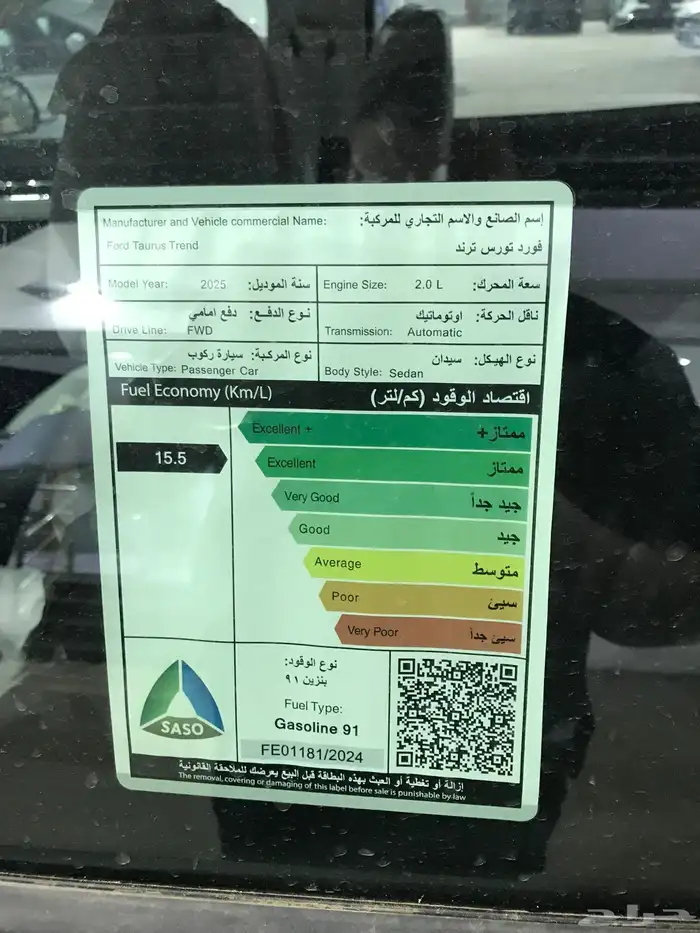 Manufacturer and Vehicle commercial Name: إسم الصانع والاسم التجاري للمركبة:
Ford Taurus Trend فورد تورس ترند
Model Year: 2025 سنة الموديل:
Engine Size: 2.0 L سعة المحرك:
نوع الدفع: دفع امامي
Drive Line: FWD
ناقل الحركة: اوتوماتيك
Transmission: Automatic
نوع المركبة: سيارة ركوب
Vehicle Type: Passenger Car
نوع الهيكل: سيدان
Body Style: Sedan
Fuel Economy (Km/L) اقتصاد الوقود (كم/لتر)
15.5
Excellent + ممتاز+
Excellent ممتاز
Very Good جيد جداً
Good جيد
Average متوسط
Poor سيئ
Very Poor سيئ جداً
SASO
نوع الوقود:
بنزين ٩١
Fuel Type:
Gasoline 91
FE01181/2024
إزالة أو تغطية أو العبث بهذه البطاقة قبل البيع يعرضك للملاحقة القانونية
The removal, covering or damaging of this label before sale is punishable by law
حراج